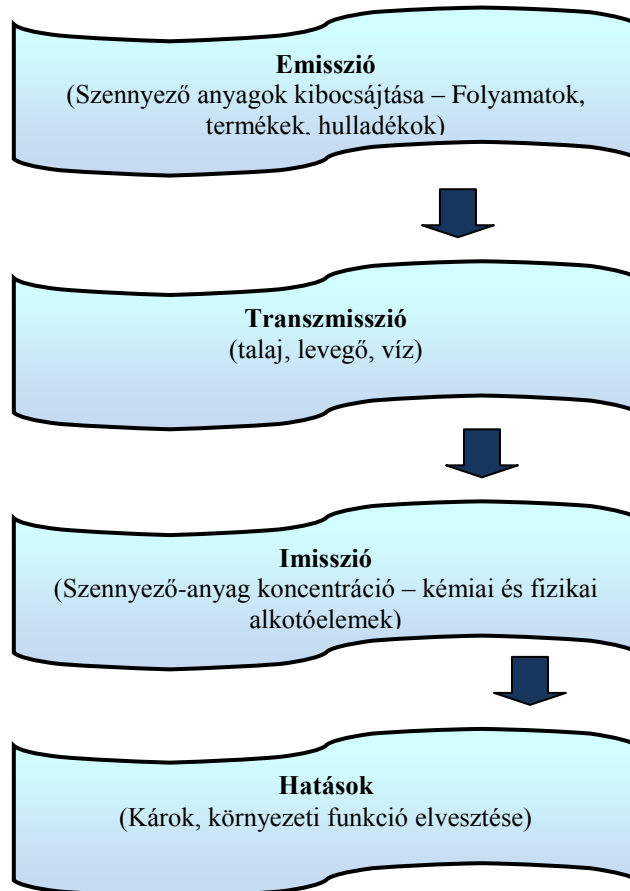 Emisszió
(Szennyező anyagok kibocsájtása – Folyamatok,
termékek, hulladékok)
Transzmisszió
(talaj, levegő, víz)
Imisszió
(Szennyező-anyag koncentráció – kémiai és fizikai
alkotóelemek)
Hatások
(Károk, környezeti funkció elvesztése)